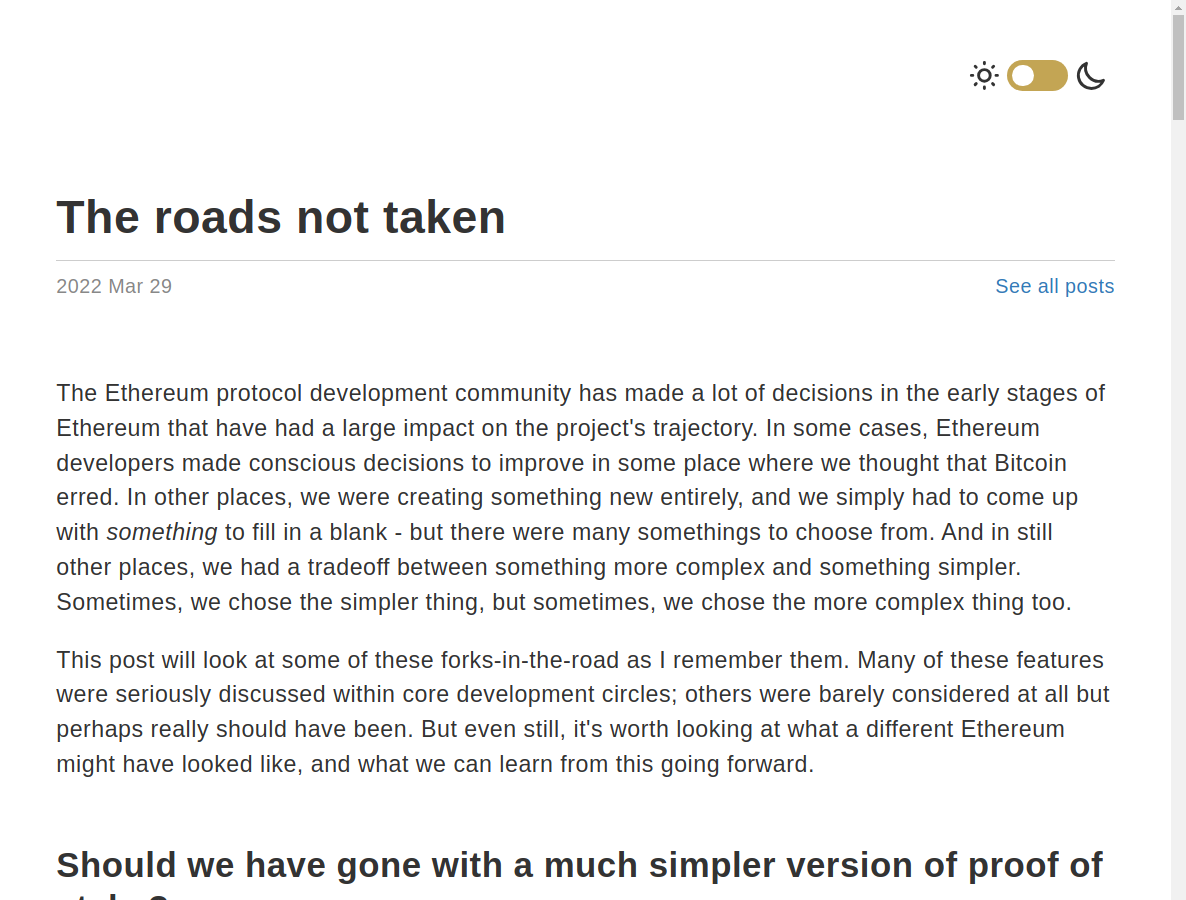 The roads not taken
2022 Mar 29
See all posts
The Ethereum protocol development community has made a lot of decisions in the early stages of
Ethereum that have had a large impact on the project's trajectory. In some cases, Ethereum
developers made conscious decisions to improve in some place where we thought that Bitcoin
erred. In other places, we were creating something new entirely, and we simply had to come up
with something to fill in a blank - but there were many somethings to choose from. And in still
other places, we had a tradeoff between something more complex and something simpler.
Sometimes, we chose the simpler thing, but sometimes, we chose the more complex thing too.
This post will look at some of these forks-in-the-road as I remember them. Many of these features
were seriously discussed within core development circles; others were barely considered at all but
perhaps really should have been. But even still, it's worth looking at what a different Ethereum
might have looked like, and what we can learn from this going forward.
Should we have gone with a much simpler version of proof of